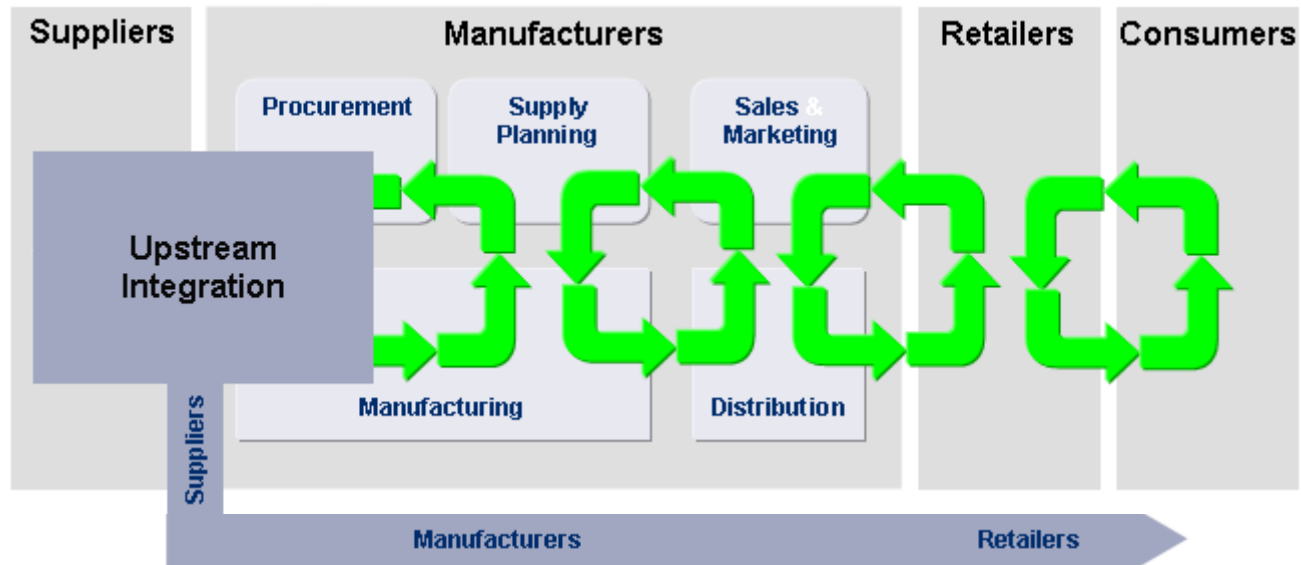 Suppliers
Manufacturers
Retailers
Consumers
Procurement
Supply
Planning
Sales &
Marketing
Upstream
Integration
Manufacturing
Distribution
Suppliers
Manufacturers
Retailers